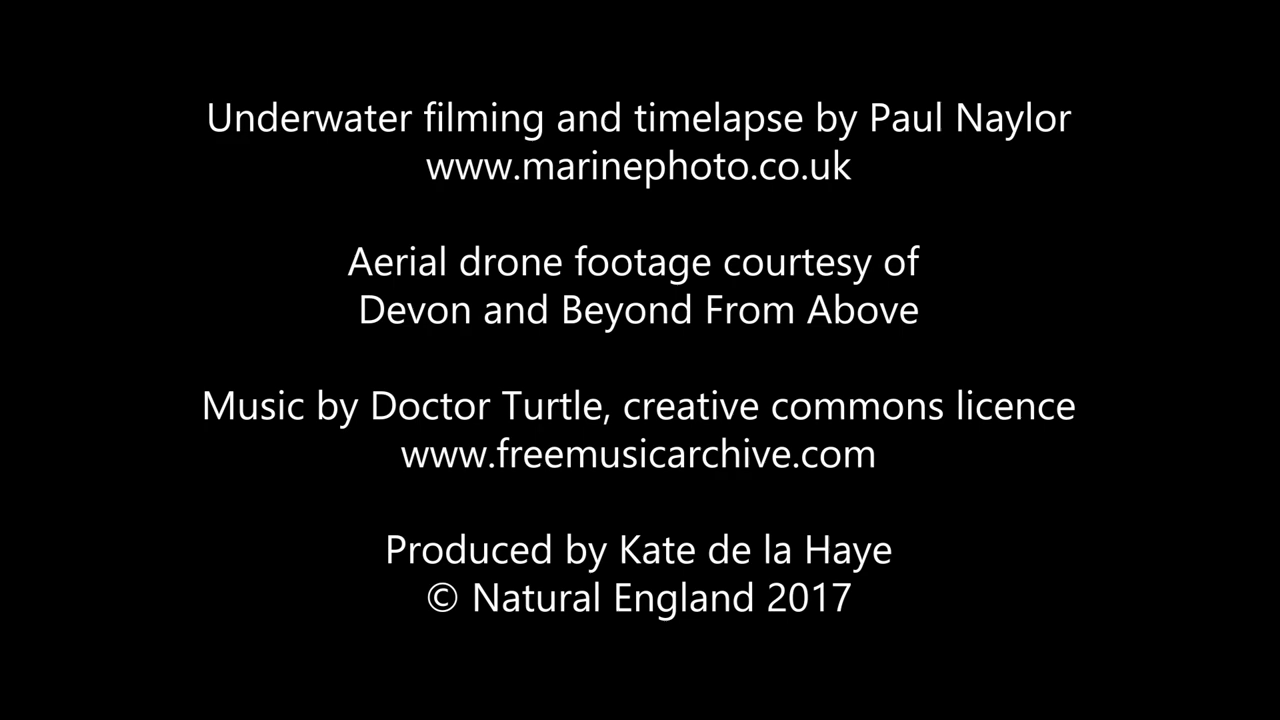 Underwater filming and timelapse by Paul Naylor
www.marinephoto.co.uk
Aerial drone footage courtesy of
Devon and Beyond From Above
Music by Doctor Turtle, creative commons licence
www.freemusicarchive.com
Produced by Kate de la Haye
© Natural England 2017